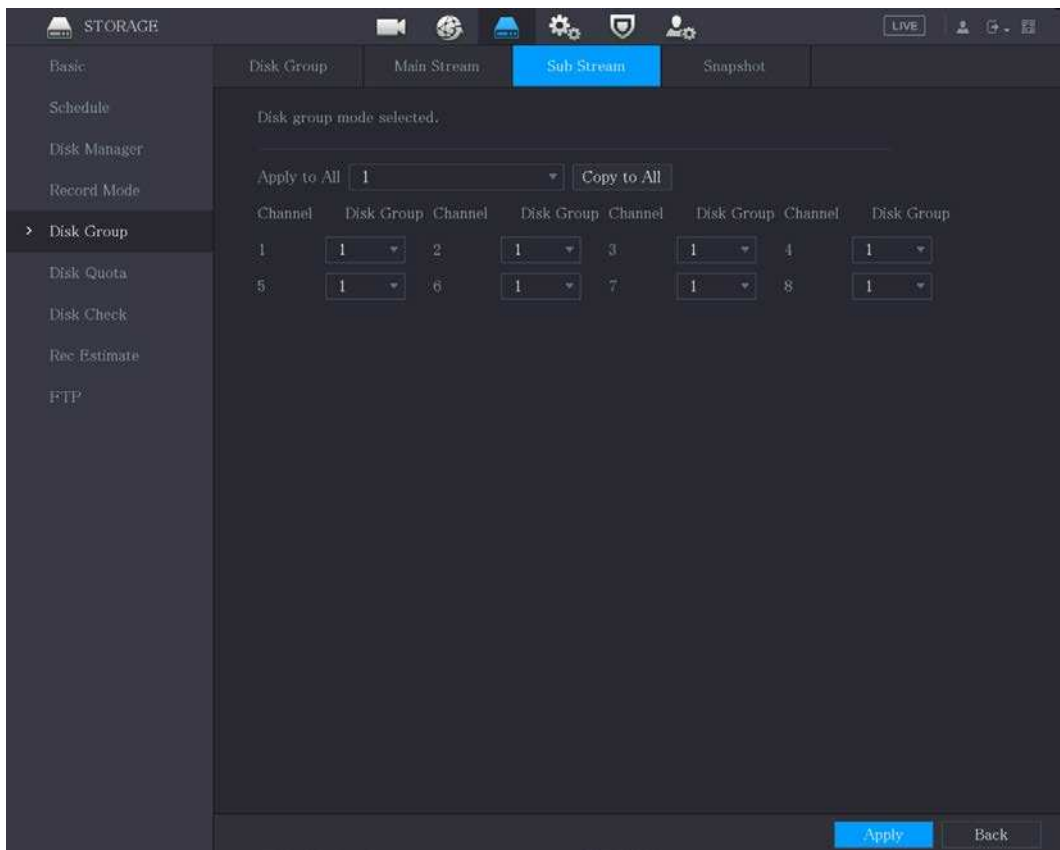 STORAGE LIVE
Basic
Schedule
Disk Manager
Record Mode
Disk Group
Disk Quota
Disk Check
Rec Estimate
FTP
Disk Group Main Stream Sub Stream Snapshot
Disk group mode selected.
Apply to All 1 Copy to All
Channel Disk Group Channel Disk Group Channel Disk Group Channel Disk Group
1 1 2 1 3 1 4 1
5 1 6 1 7 1 8 1
Apply Back